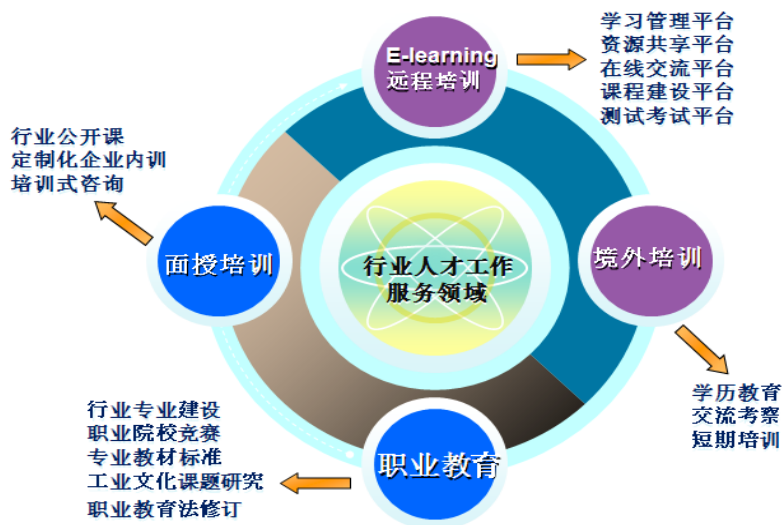 E-learning
远程培训
学习管理平台
资源共享平台
在线交流平台
课程建设平台
测试考试平台
行业公开课
定制化企业内训
培训式咨询
面授培训
行业人才工作
服务领域
境外培训
学历教育
交流考察
短期培训
行业专业建设
职业院校竞赛
专业教材标准
工业文化课题研究
职业教育法修订
职业教育